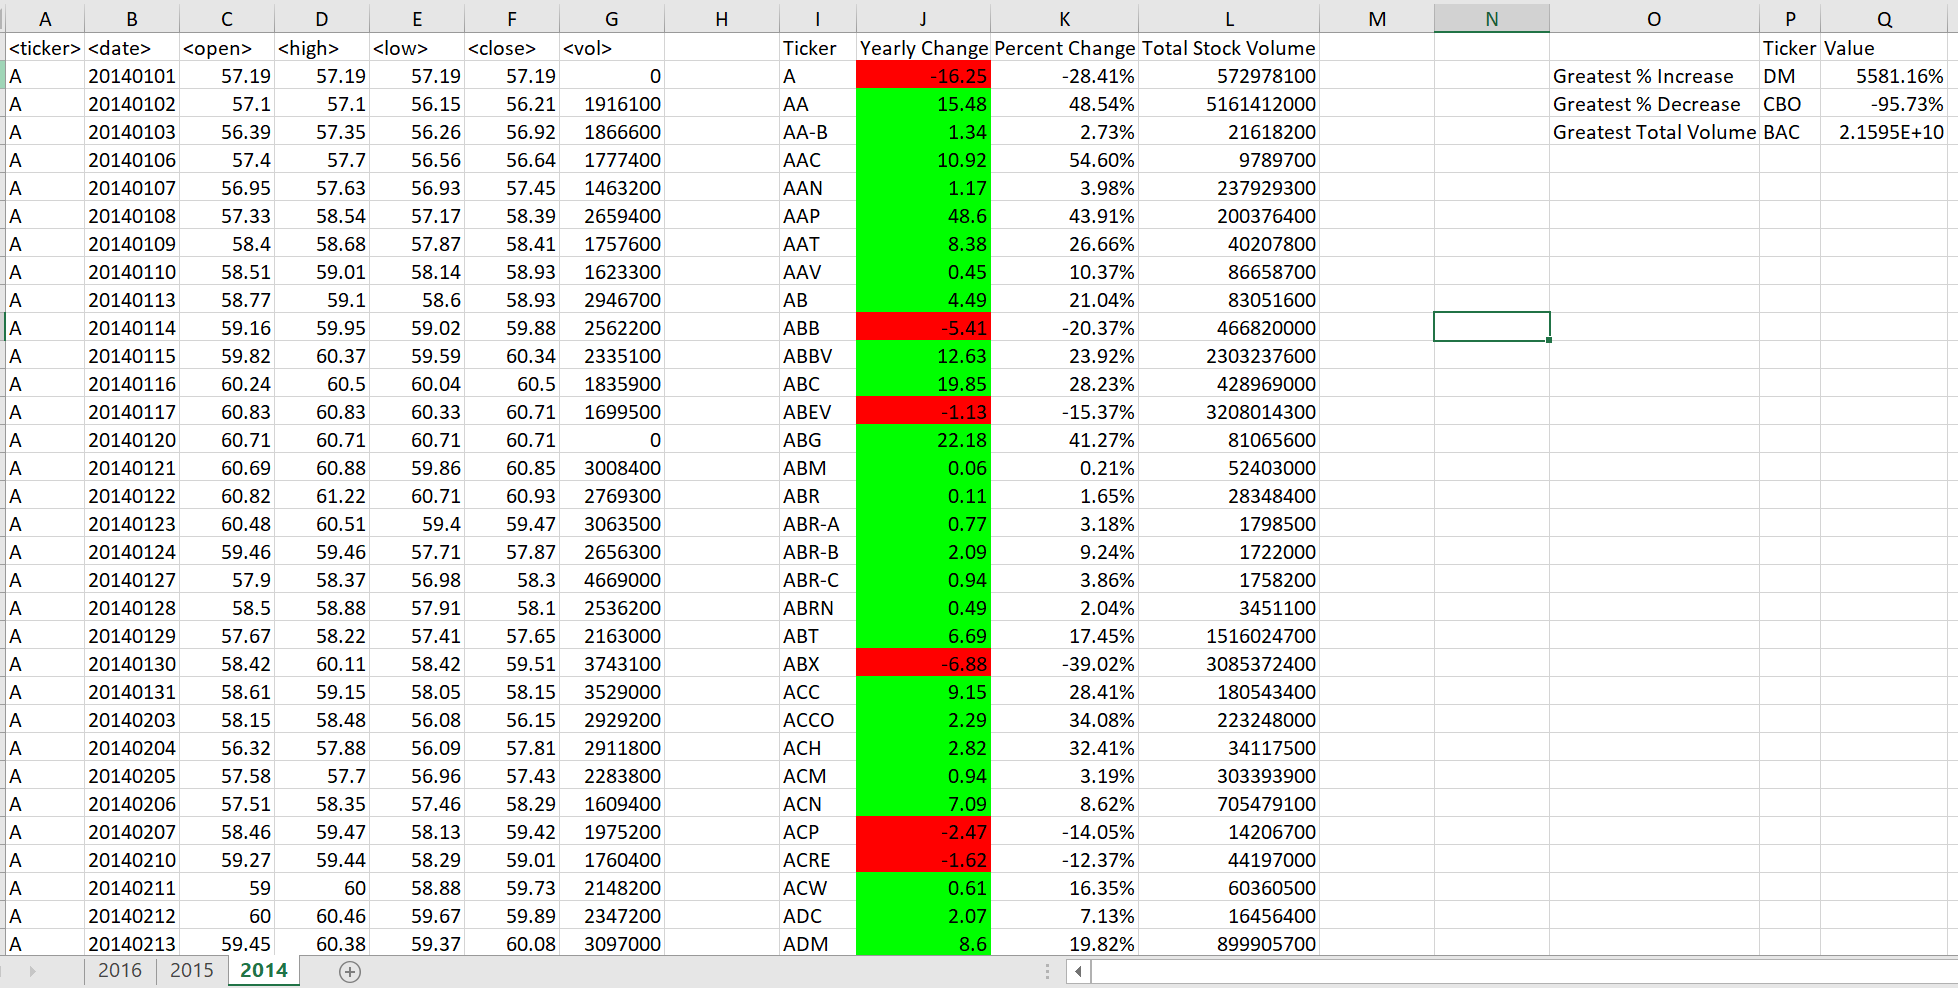 A B C D E F G H I J K L M N O P Q
<ticker> <date> <open> <high> <low> <close> <vol> Ticker Yearly Change Percent Change Total Stock Volume Ticker Value
A 20140101 57.19 57.19 57.19 57.19 0 A -16.25 -28.41% 572978100 Greatest % Increase DM 5581.16%
A 20140102 57.1 57.1 56.15 56.21 1916100 AA 15.48 48.54% 5161412000 Greatest % Decrease CBO -95.73%
A 20140103 56.39 57.35 56.26 56.92 1866600 AA-B 1.34 2.73% 21618200 Greatest Total Volume BAC 2.1595E+10
A 20140106 57.4 57.7 56.56 56.64 1777400 AAC 10.92 54.60% 9789700
A 20140107 56.95 57.63 56.93 57.45 1463200 AAN 1.17 3.98% 237929300
A 20140108 57.33 58.54 57.17 58.39 2659400 AAP 48.6 43.91% 200376400
A 20140109 58.4 58.68 57.87 58.41 1757600 AAT 8.38 26.66% 40207800
A 20140110 58.51 59.01 58.14 58.93 1623300 AAV 0.45 10.37% 86658700
A 20140113 58.77 59.1 58.6 58.93 2946700 AB 4.49 21.04% 83051600
A 20140114 59.16 59.95 59.02 59.88 2562200 ABB -5.41 -20.37% 466820000
A 20140115 59.82 60.37 59.59 60.34 2335100 ABBV 12.63 23.92% 2303237600
A 20140116 60.24 60.5 60.04 60.5 1835900 ABC 19.85 28.23% 428969000
A 20140117 60.83 60.83 60.33 60.71 1699500 ABEV -1.13 -15.37% 3208014300
A 20140120 60.71 60.71 60.71 60.71 0 ABG 22.18 41.27% 81065600
A 20140121 60.69 60.88 59.86 60.85 3008400 ABM 0.06 0.21% 52403000
A 20140122 60.82 61.22 60.71 60.93 2769300 ABR 0.11 1.65% 28348400
A 20140123 60.48 60.51 59.4 59.47 3063500 ABR-A 0.77 3.18% 1798500
A 20140124 59.46 59.46 57.71 57.87 2656300 ABR-B 2.09 9.24% 1722000
A 20140127 57.9 58.37 56.98 58.3 4669000 ABR-C 0.94 3.86% 1758200
A 20140128 58.5 58.88 57.91 58.1 2536200 ABRN 0.49 2.04% 3451100
A 20140129 57.67 58.22 57.41 57.65 2163000 ABT 6.69 17.45% 1516024700
A 20140130 58.42 60.11 58.42 59.51 3743100 ABX -6.88 -39.02% 3085372400
A 20140131 58.61 59.15 58.05 58.15 3529000 ACC 9.15 28.41% 180543400
A 20140203 58.15 58.48 56.08 56.15 2929200 ACCO 2.29 34.08% 223248000
A 20140204 56.32 57.88 56.09 57.81 2911800 ACH 2.82 32.41% 34117500
A 20140205 57.58 57.7 56.96 57.43 2283800 ACM 0.94 3.19% 303393900
A 20140206 57.51 58.35 57.46 58.29 1609400 ACN 7.09 8.62% 705479100
A 20140207 58.46 59.47 58.13 59.42 1975200 ACP -2.47 -14.05% 14206700
A 20140210 59.27 59.44 58.29 59.01 1760400 ACRE -1.62 -12.37% 44197000
A 20140211 59 60 58.88 59.73 2148200 ACW 0.61 16.35% 60360500
A 20140212 60 60.46 59.67 59.89 2347200 ADC 2.07 7.13% 16456400
A 20140213 59.45 60.38 59.37 60.08 3097000 ADM 8.6 19.82% 899905700
2016 2015 2014